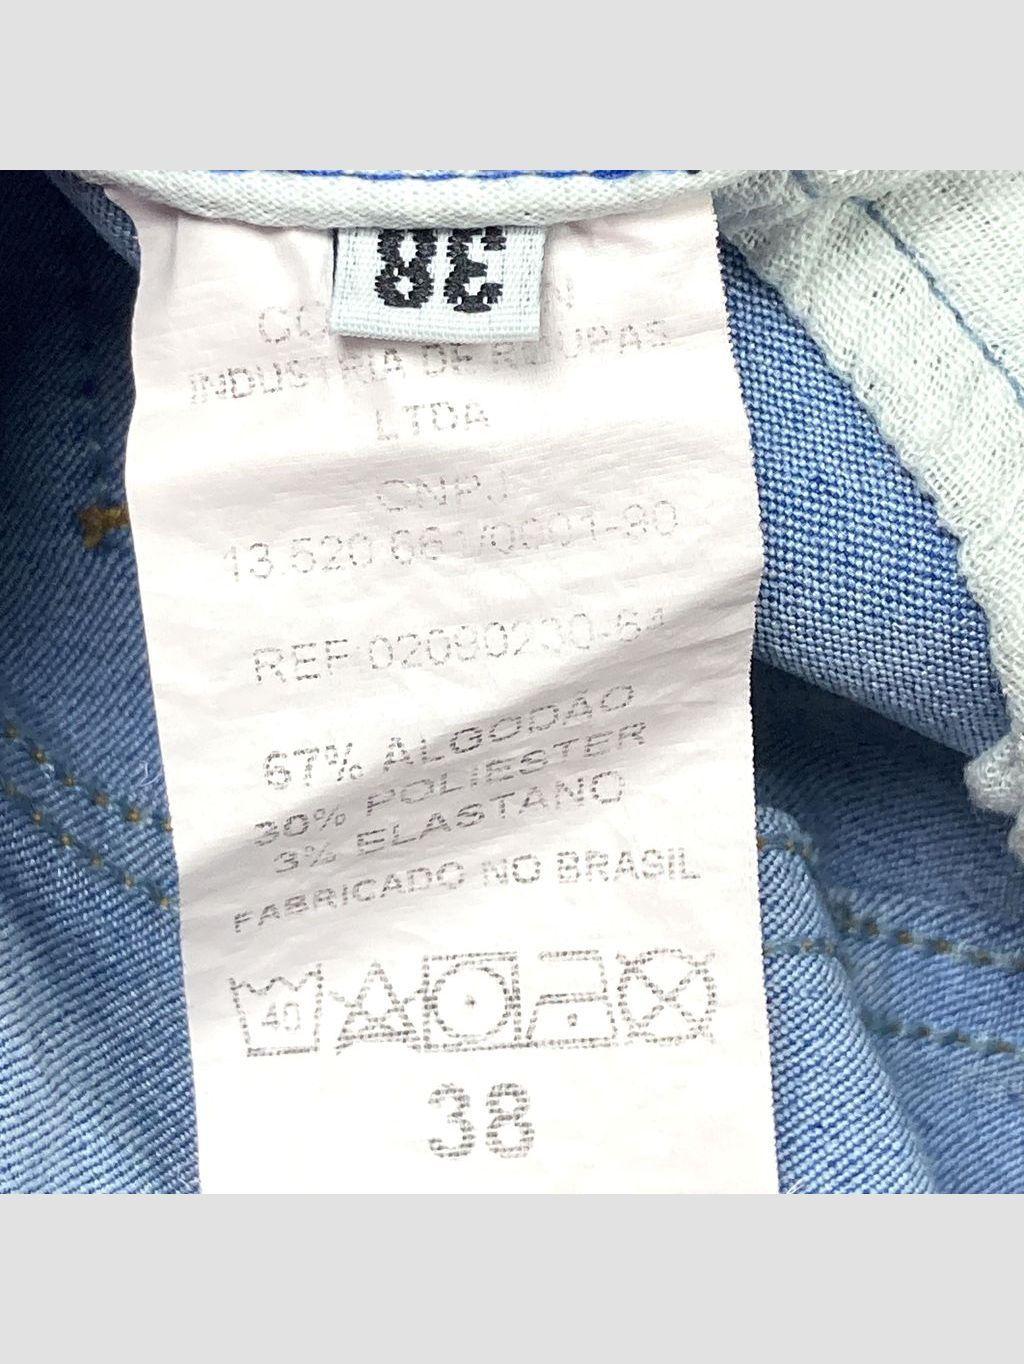 38
INDUSTRIA DE ROUPAS
LTDA
CNPJ
REF
67% ALGODÃO
30% POLIESTER
3% ELASTANO
FABRICADO NO BRASIL
40
38